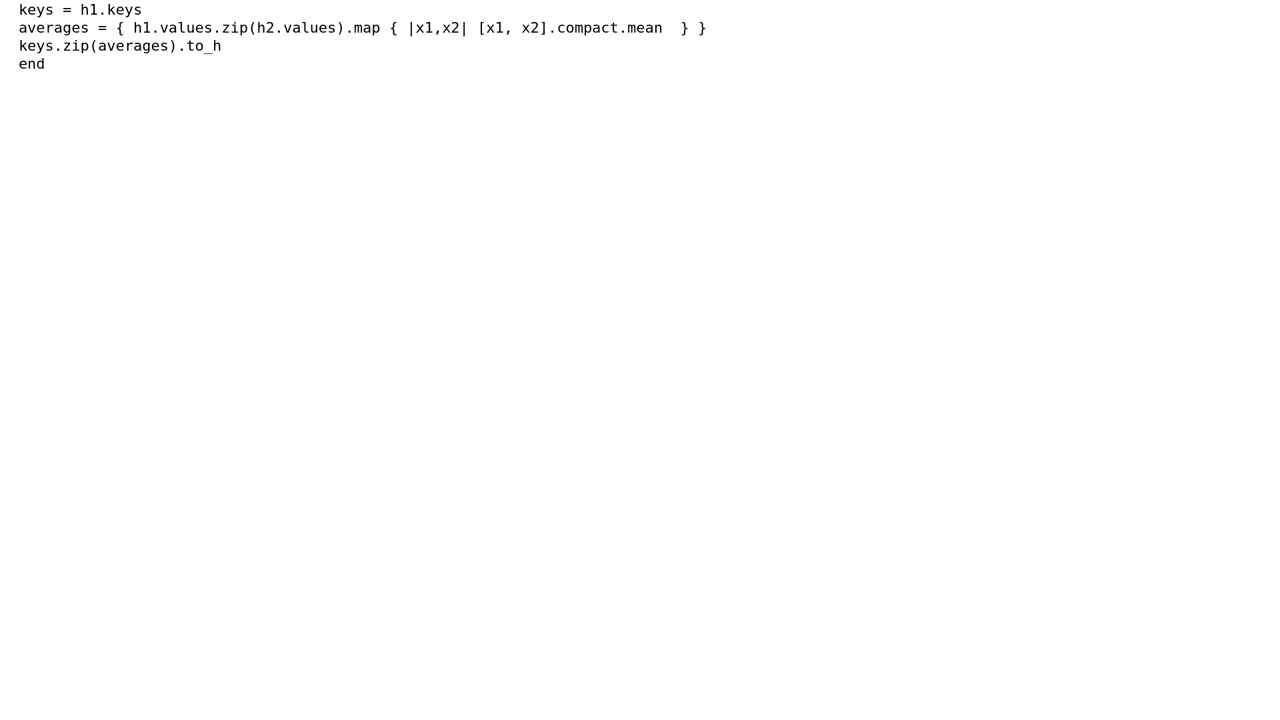 keys = h1.keys
averages = { h1.values.zip(h2.values).map { |x1,x2| [x1, x2].compact.mean  } }
keys.zip(averages).to_h
end